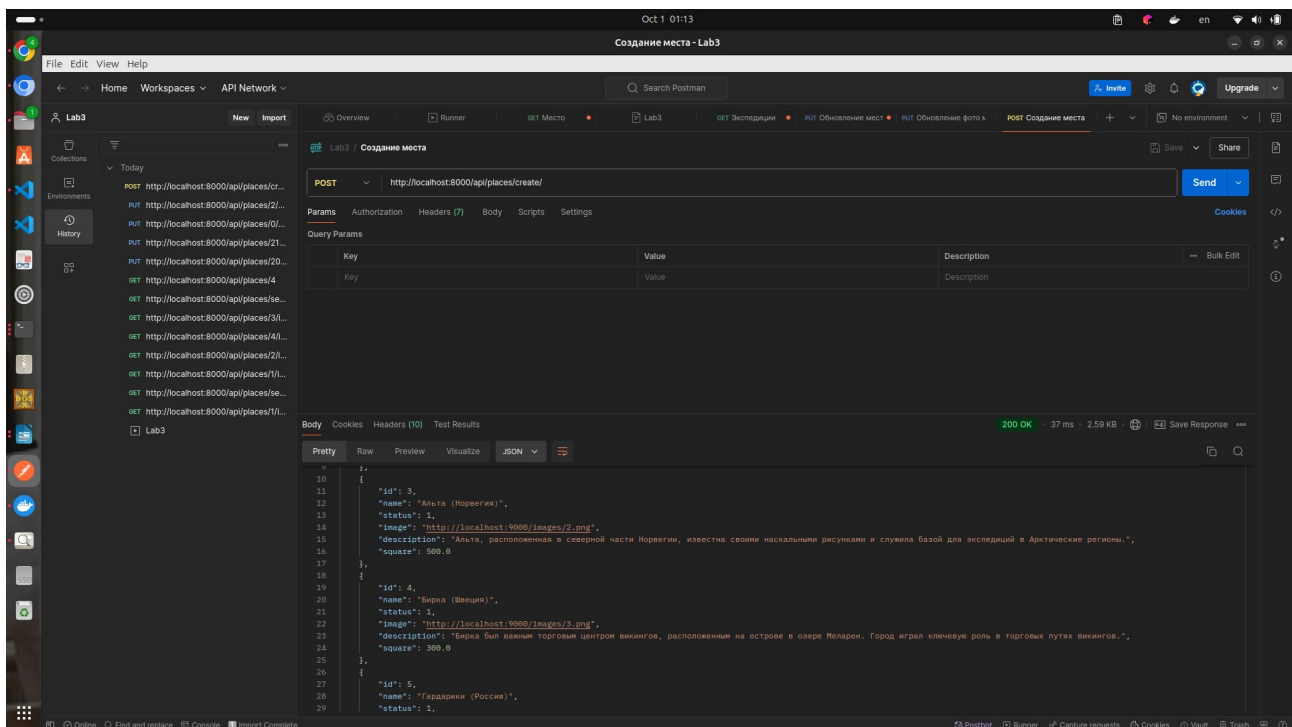 Oct 1 01:13
en
Создание места - Lab3
File Edit View Help
Home Workspaces API Network
Search Postman
Invite
Upgrade
Lab3
New Import
Overview
Runner
GET Место
Lab3
GET Экспедиции
PUT Обновление мест
PUT Обновление фото
POST Создание места
No environment
Collections
Environments
History
Today
POST http://localhost:8000/api/places/cr...
PUT http://localhost:8000/api/places/2/...
PUT http://localhost:8000/api/places/0/...
PUT http://localhost:8000/api/places/21...
PUT http://localhost:8000/api/places/20...
GET http://localhost:8000/api/places/4
GET http://localhost:8000/api/places/se...
GET http://localhost:8000/api/places/3/i...
GET http://localhost:8000/api/places/4/i...
GET http://localhost:8000/api/places/2/i...
GET http://localhost:8000/api/places/1/i...
GET http://localhost:8000/api/places/se...
GET http://localhost:8000/api/places/1/i...
Lab3
HTTP Lab3 / Создание места
Save Share
POST http://localhost:8000/api/places/create/
Send
Params Authorization Headers (7) Body Scripts Settings
Cookies
Query Params
Key Value Description Bulk Edit
Key Value Description
Body Cookies Headers (10) Test Results
200 OK 37 ms 2.59 KB Save Response
Pretty Raw Preview Visualize JSON
9 },
10 {
11 "id": 3,
12 "name": "Альта (Норвегия)",
13 "status": 1,
14 "image": "http://localhost:9000/images/2.png",
15 "description": "Альта, расположенная в северной части Норвегии, известна своими наскальными рисунками и служила базой для экспедиций в Арктические регионы.",
16 "square": 500.0
17 },
18 {
19 "id": 4,
20 "name": "Бирка (Швеция)",
21 "status": 1,
22 "image": "http://localhost:9000/images/3.png",
23 "description": "Бирка был важным торговым центром викингов, расположенным на острове в озере Меларен. Город играл ключевую роль в торговых путях викингов.",
24 "square": 300.0
25 },
26 {
27 "id": 5,
28 "name": "Гардарики (Россия)",
29 "status": 1,
Online Find and replace Console Import Complete
Postbot Runner Capture requests Cookies Vault Trash